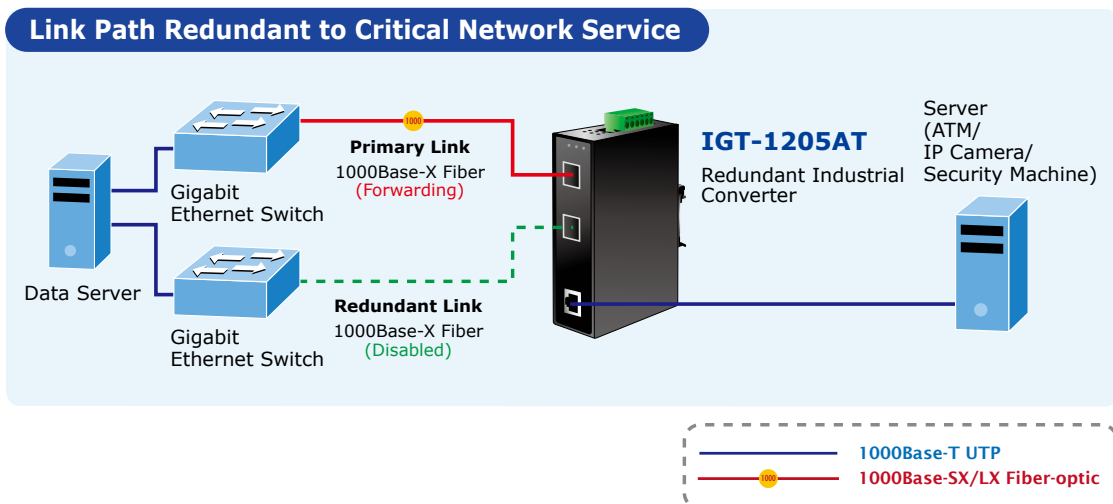 Link Path Redundant to Critical Network Service
1000
Primary Link
1000Base-X Fiber
(Forwarding)
Gigabit
Ethernet Switch
Data Server
Redundant Link
1000Base-X Fiber
(Disabled)
Gigabit
Ethernet Switch
IGT-1205AT
Redundant Industrial
Converter
Server
(ATM/
IP Camera/
Security Machine)
1000Base-T UTP
1000
1000Base-SX/LX Fiber-optic